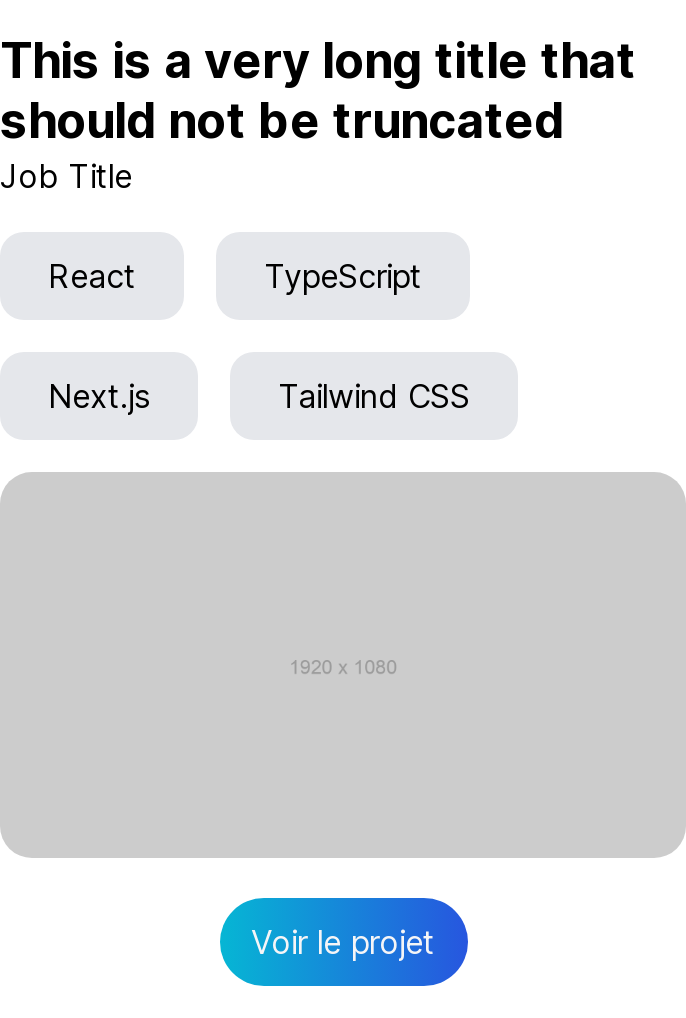 This is a very long title that
should not be truncated
Job Title
React
TypeScript
Next.js
Tailwind CSS
1920 x 1080
Voir le projet